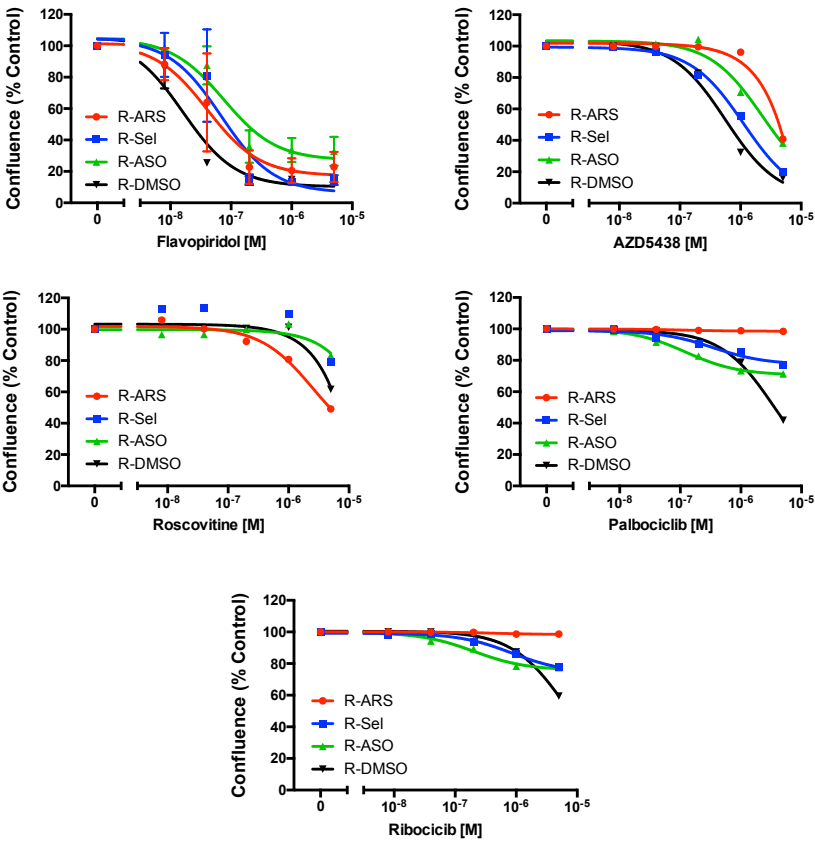 Confluence (% Control)
120
100
80
60
40
20
0
R-ARS
R-Sel
R-ASO
R-DMSO
0 10-8 10-7 10-6 10-5
Flavopiridol [M]
Confluence (% Control)
120
100
80
60
40
20
0
R-ARS
R-Sel
R-ASO
R-DMSO
0 10-8 10-7 10-6 10-5
AZD5438 [M]
Confluence (% Control)
120
100
80
60
40
20
0
R-ARS
R-Sel
R-ASO
R-DMSO
0 10-8 10-7 10-6 10-5
Roscovitine [M]
Confluence (% Control)
120
100
80
60
40
20
0
R-ARS
R-Sel
R-ASO
R-DMSO
0 10-8 10-7 10-6 10-5
Palbociclib [M]
Confluence (% Control)
120
100
80
60
40
20
0
R-ARS
R-Sel
R-ASO
R-DMSO
0 10-8 10-7 10-6 10-5
Ribocicib [M]